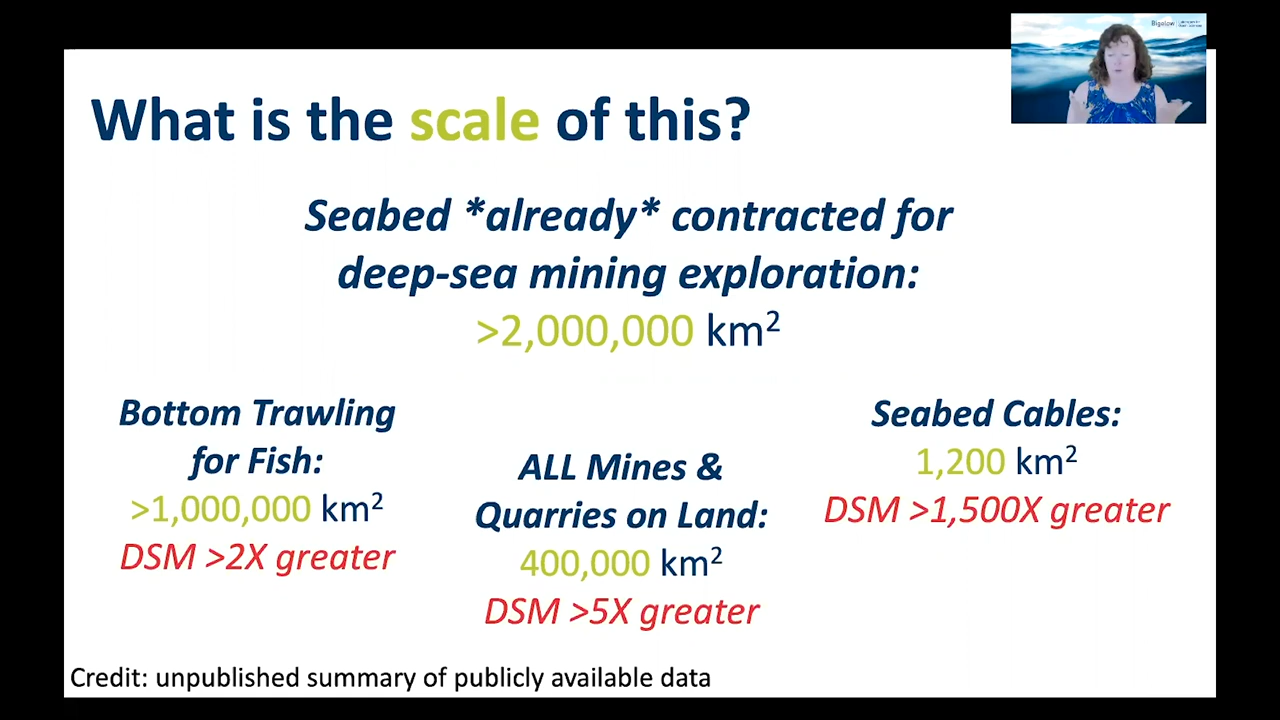 Bigelow
What is the scale of this?
Seabed *already* contracted for
deep-sea mining exploration:
>2,000,000 km²
Bottom Trawling
for Fish:
>1,000,000 km²
DSM >2X greater
ALL Mines &
Quarries on Land:
400,000 km²
DSM >5X greater
Seabed Cables:
1,200 km²
DSM >1,500X greater
Credit: unpublished summary of publicly available data